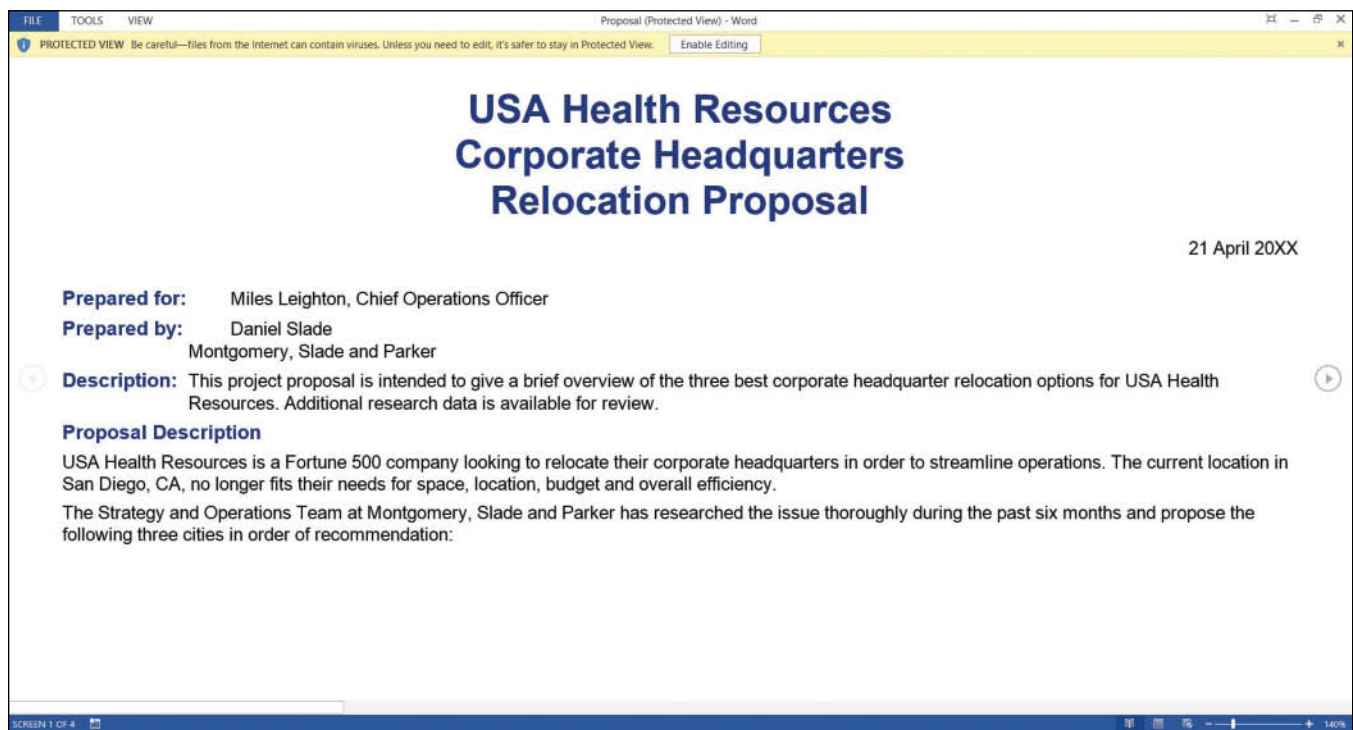 FILE TOOLS VIEW Proposal (Protected View) - Word
PROTECTED VIEW Be careful—files from the Internet can contain viruses. Unless you need to edit, it's safer to stay in Protected View. Enable Editing
USA Health Resources
Corporate Headquarters
Relocation Proposal
21 April 20XX
Prepared for: Miles Leighton, Chief Operations Officer
Prepared by: Daniel Slade
Montgomery, Slade and Parker
Description: This project proposal is intended to give a brief overview of the three best corporate headquarter relocation options for USA Health
Resources. Additional research data is available for review.
Proposal Description
USA Health Resources is a Fortune 500 company looking to relocate their corporate headquarters in order to streamline operations. The current location in
San Diego, CA, no longer fits their needs for space, location, budget and overall efficiency.
The Strategy and Operations Team at Montgomery, Slade and Parker has researched the issue thoroughly during the past six months and propose the
following three cities in order of recommendation:
SCREEN 1 OF 4 140%